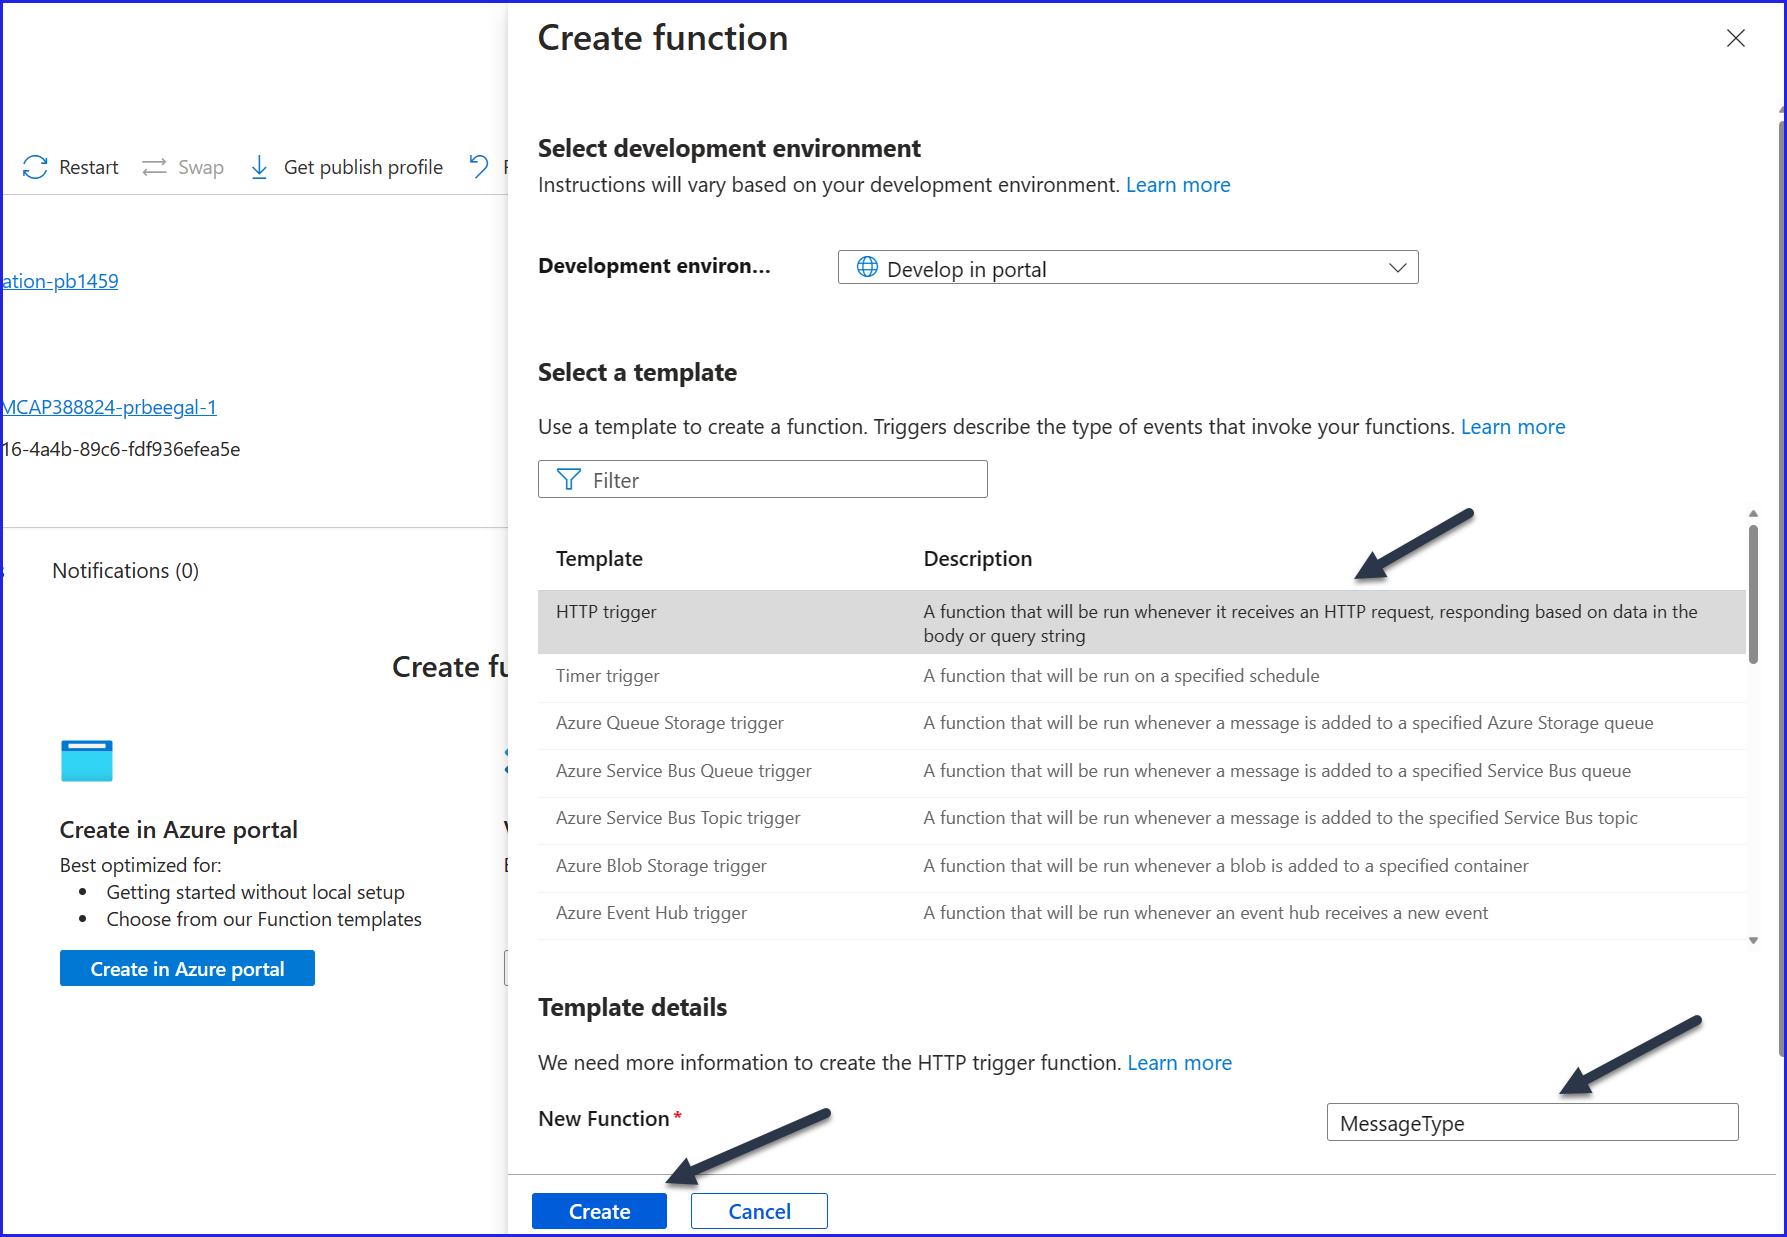 Create function
Restart
Swap
Get publish profile
Select development environment
Instructions will vary based on your development environment. Learn more
Development environ...
Develop in portal
ation-pb1459
Select a template
MCAP388824-prbeegal-1
Use a template to create a function. Triggers describe the type of events that invoke your functions. Learn more
16-4a4b-89c6-fdf936efea5e
Filter
Notifications (0)
Template
Description
HTTP trigger
A function that will be run whenever it receives an HTTP request, responding based on data in the
body or query string
Timer trigger
A function that will be run on a specified schedule
Azure Queue Storage trigger
A function that will be run whenever a message is added to a specified Azure Storage queue
Azure Service Bus Queue trigger
A function that will be run whenever a message is added to a specified Service Bus queue
Azure Service Bus Topic trigger
A function that will be run whenever a message is added to the specified Service Bus topic
Azure Blob Storage trigger
A function that will be run whenever a blob is added to a specified container
Azure Event Hub trigger
A function that will be run whenever an event hub receives a new event
Create fu
Create in Azure portal
Best optimized for:
• Getting started without local setup
• Choose from our Function templates
Create in Azure portal
Template details
We need more information to create the HTTP trigger function. Learn more
New Function*
MessageType
Create
Cancel